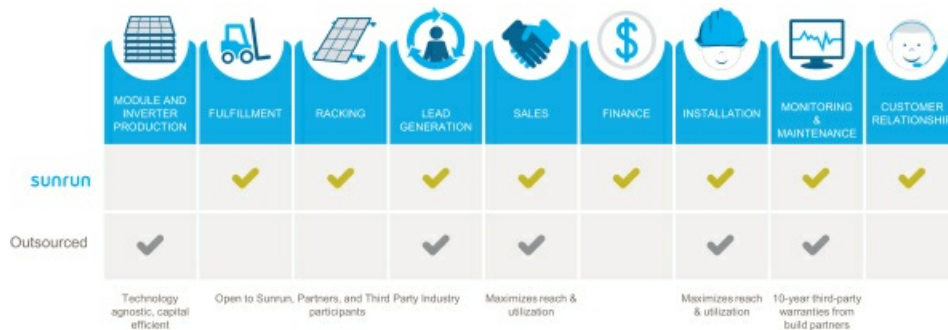 MODULE AND
INVERTER
PRODUCTION
FULFILLMENT
RACKING
LEAD
GENERATION
SALES
FINANCE
INSTALLATION
MONITORING
&
MAINTENANCE
CUSTOMER
RELATIONSHIP
sunrun
Outsourced
Technology
agnostic, capital
efficient
Open to Sunrun, Partners, and Third Party Industry
participants
Maximizes reach &
utilization
Maximizes reach
& utilization
10-year third-party
warranties from
build partners